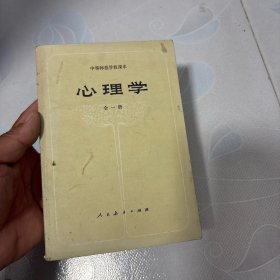 中等师范学校课本
心理学
全一册
人民教育出版社